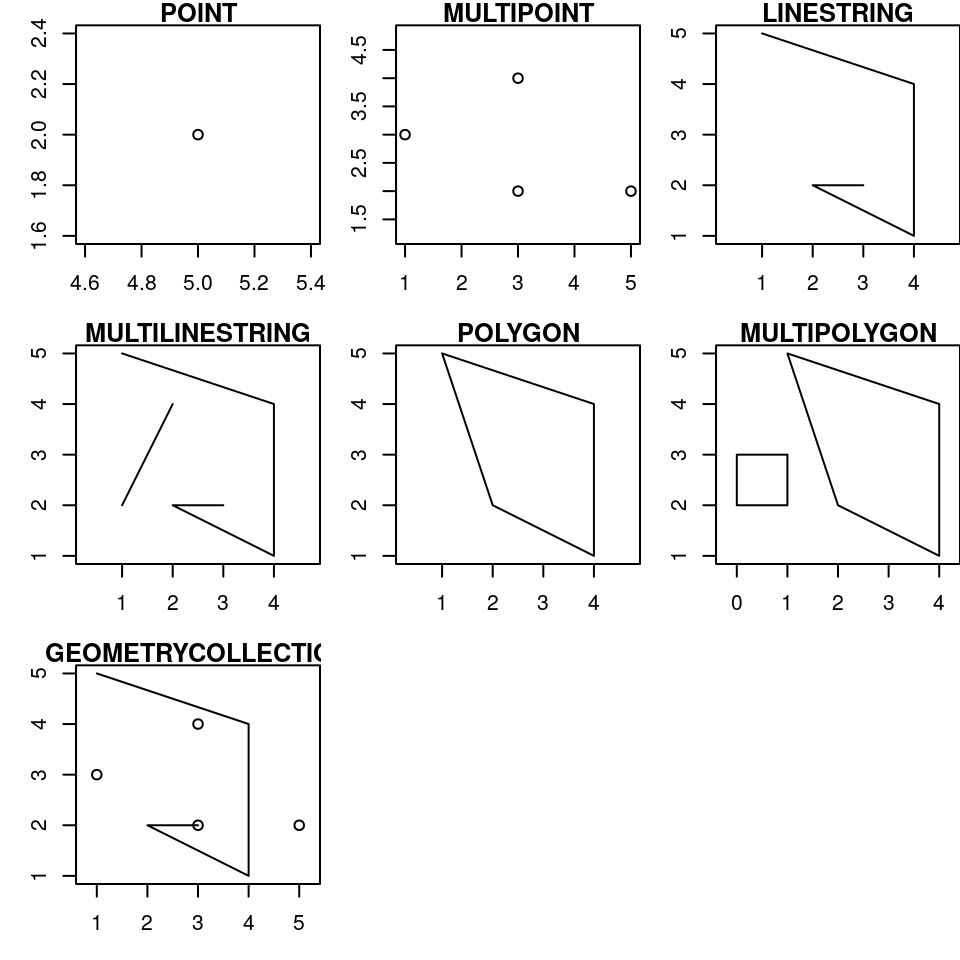 POINT
2.4
2.2
2.0
1.8
1.6
4.6 4.8 5.0 5.2 5.4
MULTIPOINT
4.5
3.5
2.5
1.5
1 2 3 4 5
LINESTRING
5
4
3
2
1
1 2 3 4
MULTILINESTRING
5
4
3
2
1
1 2 3 4
POLYGON
5
4
3
2
1
1 2 3 4
MULTIPOLYGON
5
4
3
2
1
0 1 2 3 4
GEOMETRYCOLLECTIO
5
4
3
2
1
1 2 3 4 5